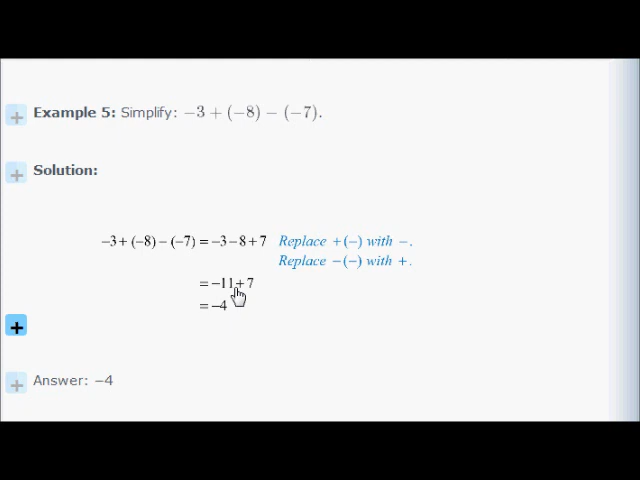 Example 5: Simplify: −3 + (−8) − (−7).
Solution:
−3 + (−8) − (−7) = −3 − 8 + 7 Replace + (−) with −.
Replace − (−) with +.
= −11 + 7
= −4
Answer: −4